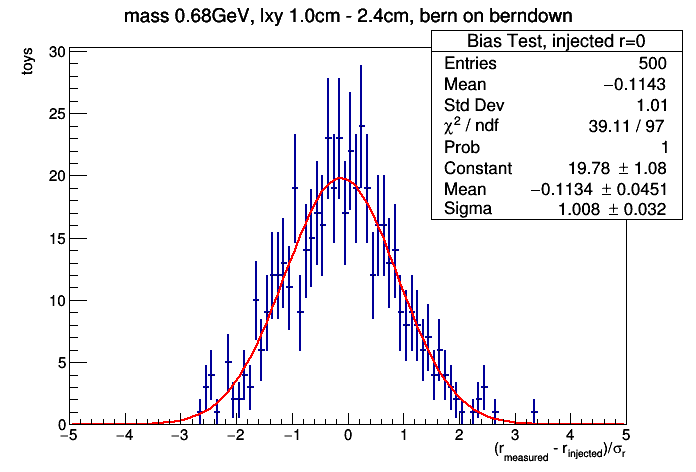 mass 0.68GeV, lxy 1.0cm - 2.4cm, bern on berndown
Bias Test, injected r=0
Entries 500
Mean −0.1143
Std Dev 1.01
χ² / ndf 39.11 / 97
Prob 1
Constant 19.78 ± 1.08
Mean −0.1134 ± 0.0451
Sigma 1.008 ± 0.032
toys
30
25
20
15
10
5
0
−5 −4 −3 −2 −1 0 1 2 3 4 5
(r_measured - r_injected)/σ_r